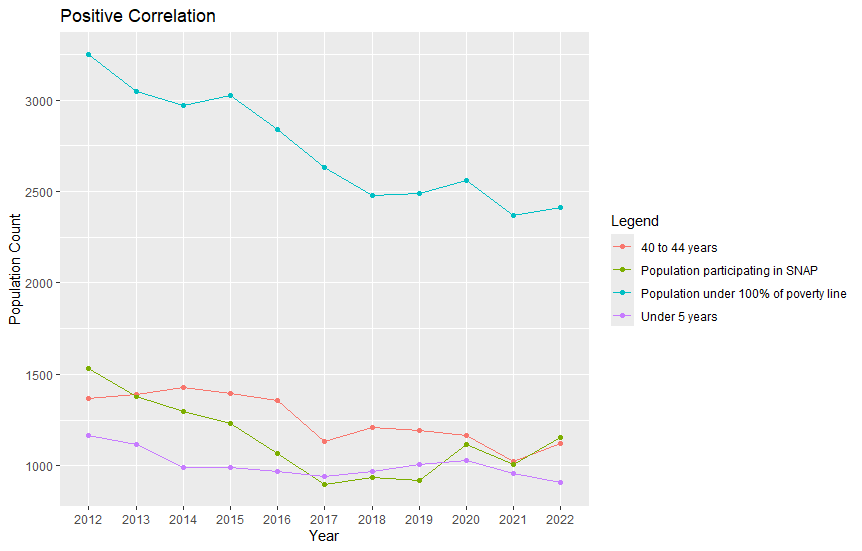 Positive Correlation
Population Count
3000
2500
2000
1500
1000
2012 2013 2014 2015 2016 2017 2018 2019 2020 2021 2022
Year
Legend
40 to 44 years
Population participating in SNAP
Population under 100% of poverty line
Under 5 years